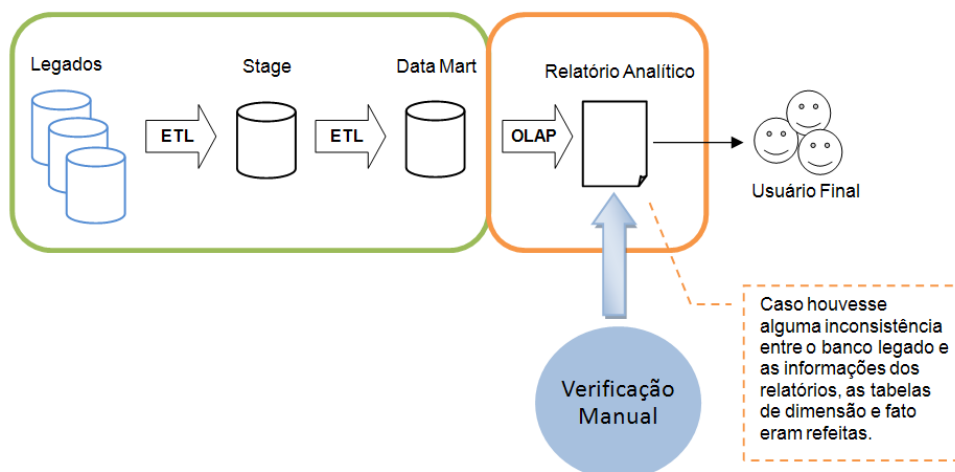 Legados
Stage
Data Mart
Relatório Analítico
ETL
ETL
OLAP
Usuário Final
Verificação
Manual
Caso houvesse
alguma inconsistência
entre o banco legado e
as informações dos
relatórios, as tabelas
de dimensão e fato
eram refeitas.